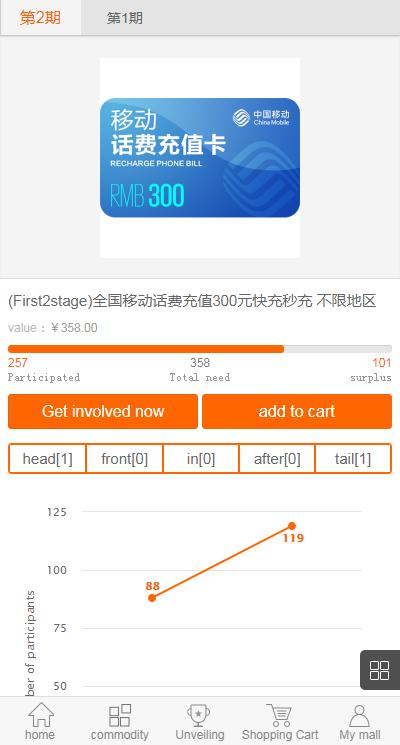 第2期 第1期
移动
话费充值卡
RECHARGE PHONE BILL
RMB 300
中国移动
China Mobile
(First2stage)全国移动话费充值300元快充秒充 不限地区
value：￥358.00
257 358 101
Participated Total need surplus
Get involved now add to cart
head[1] front[0] in[0] after[0] tail[1]
125
119
100
88
75
50
ber of participants
home commodity Unveiling Shopping Cart My mall